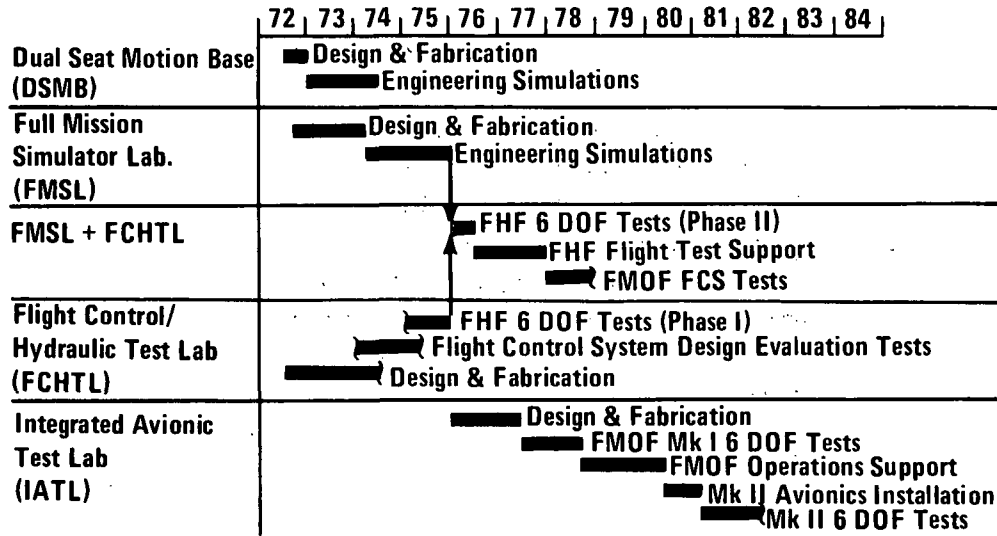 72 73 74 75 76 77 78 79 80 81 82 83 84
Dual Seat Motion Base
(DSMB)
Design & Fabrication
Engineering Simulations
Full Mission
Simulator Lab.
(FMSL)
Design & Fabrication
Engineering Simulations
FMSL + FCHTL
FHF 6 DOF Tests (Phase II)
FHF Flight Test Support
FMOF FCS Tests
Flight Control/
Hydraulic Test Lab
(FCHTL)
FHF 6 DOF Tests (Phase I)
Flight Control System Design Evaluation Tests
Design & Fabrication
Integrated Avionic
Test Lab
(IATL)
Design & Fabrication
FMOF Mk I 6 DOF Tests
FMOF Operations Support
Mk II Avionics Installation
Mk II 6 DOF Tests